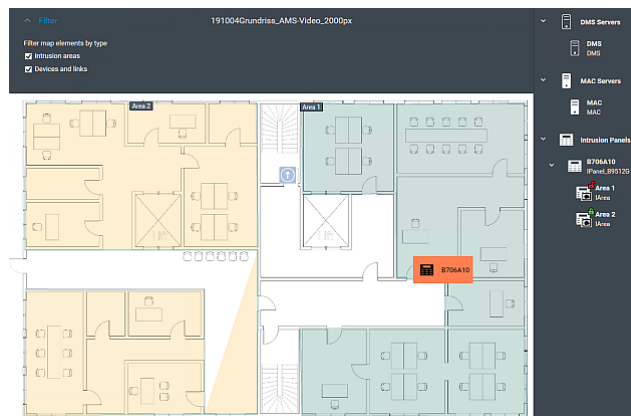 Filter
191004Grundriss_AMS-Video_2000px
Filter map elements by type
Intrusion areas
Devices and links
Area 2
Area 1
B706A10
DMS Servers
DMS
DMS
MAC Servers
MAC
MAC
Intrusion Panels
B706A10
IPanel_B9512G
Area 1
IArea
Area 2
IArea